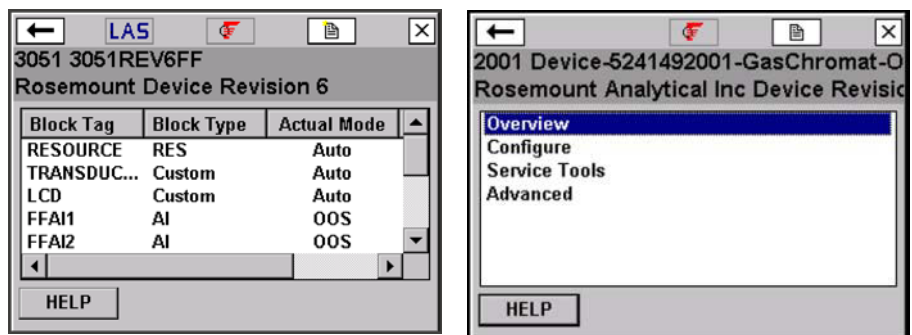 LAS
3051 3051REV6FF
Rosemount Device Revision 6
Block Tag Block Type Actual Mode
RESOURCE RES Auto
TRANSDUC... Custom Auto
LCD Custom Auto
FFAI1 AI OOS
FFAI2 AI OOS
HELP
2001 Device-5241492001-GasChromat-O
Rosemount Analytical Inc Device Revisic
Overview
Configure
Service Tools
Advanced
HELP